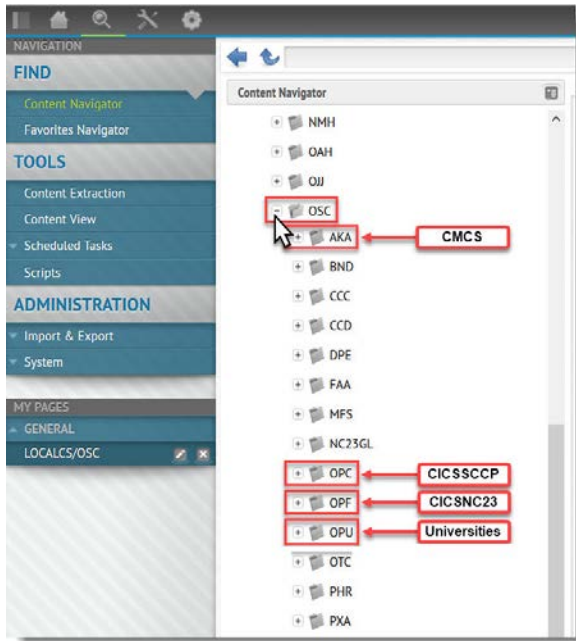 NAVIGATION
FIND
Content Navigator
Favorites Navigator
TOOLS
Content Extraction
Content View
Scheduled Tasks
Scripts
ADMINISTRATION
Import & Export
System
MY PAGES
GENERAL
LOCALCS/OSC
Content Navigator
NMH
OAH
OJJ
OSC
AKA CMCS
BND
CCC
CCD
DPE
FAA
MFS
NC23GL
OPC CICSSCCP
OPF CICSNC23
OPU Universities
OTC
PHR
PXA